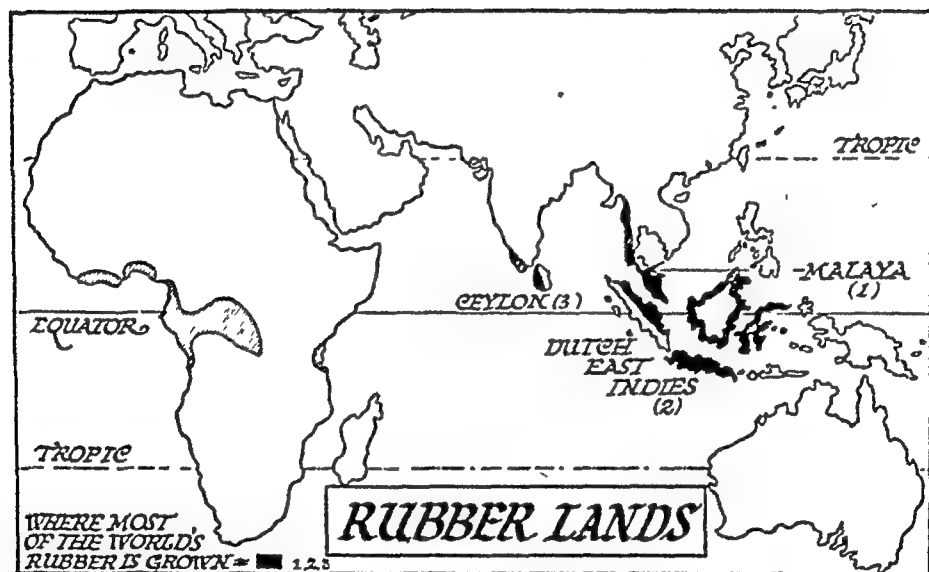 TROPIC
MALAYA
(1)
CEYLON (3)
EQUATOR
DUTCH
EAST
INDIES
(2)
TROPIC
WHERE MOST
OF THE WORLD'S
RUBBER IS GROWN = 1,2,3
RUBBER LANDS